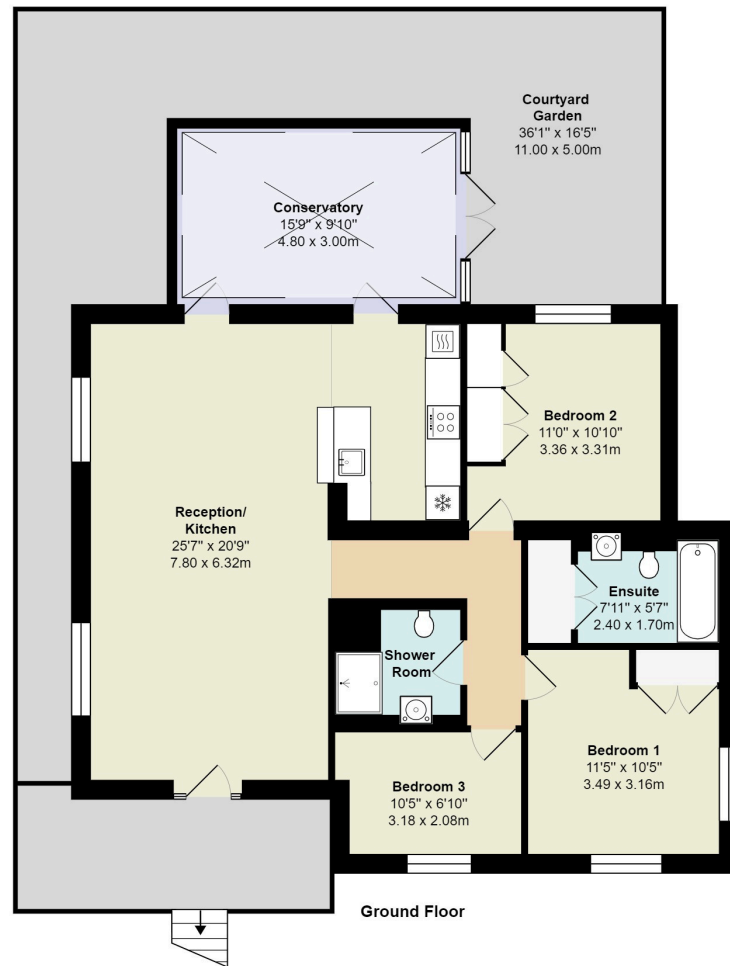 Courtyard
Garden
36'1" x 16'5"
11.00 x 5.00m
Conservatory
15'9" x 9'10"
4.80 x 3.00m
Bedroom 2
11'0" x 10'10"
3.36 x 3.31m
Reception/
Kitchen
25'7" x 20'9"
7.80 x 6.32m
Ensuite
7'11" x 5'7"
2.40 x 1.70m
Shower
Room
Bedroom 1
11'5" x 10'5"
3.49 x 3.16m
Bedroom 3
10'5" x 6'10"
3.18 x 2.08m
Ground Floor